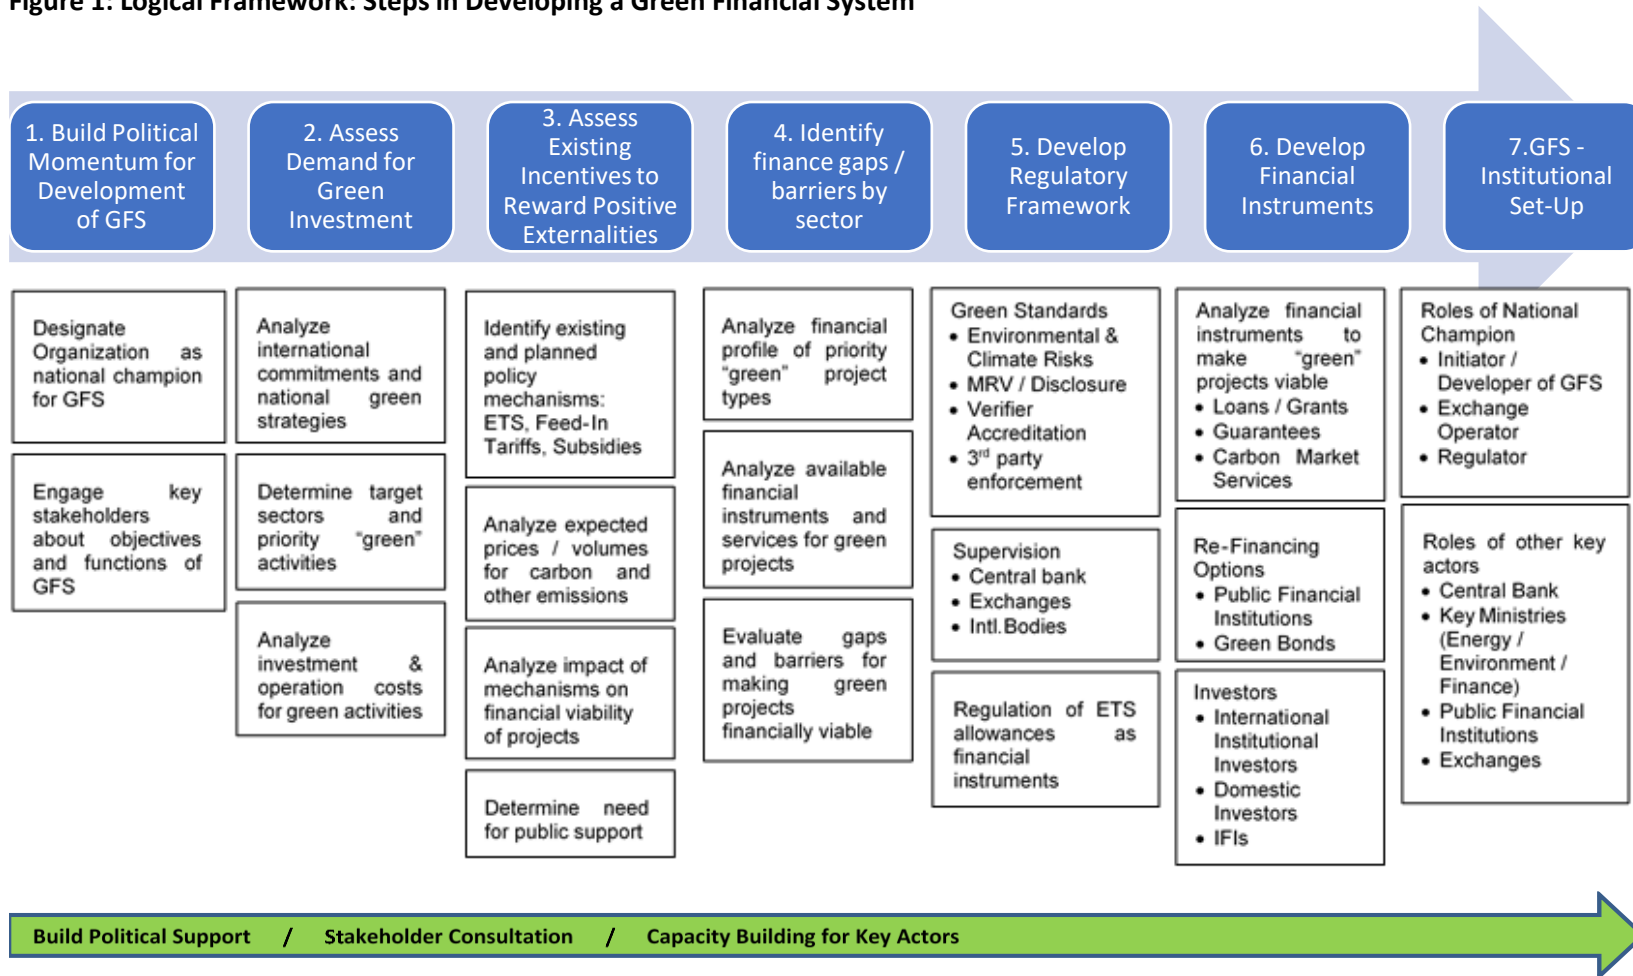 Figure 1: Logical Framework: Steps in Developing a Green Financial System
1. Build Political
Momentum for
Development
of GFS
2. Assess
Demand for
Green
Investment
3. Assess
Existing
Incentives to
Reward Positive
Externalities
4. Identify
finance gaps /
barriers by
sector
5. Develop
Regulatory
Framework
6. Develop
Financial
Instruments
7.GFS -
Institutional
Set-Up
Designate
Organization as
national champion
for GFS
Engage key
stakeholders
about objectives
and functions of
GFS
Analyze
international
commitments and
national green
strategies
Determine target
sectors and
priority "green"
activities
Analyze
investment &
operation costs
for green activities
Identify existing
and planned
policy
mechanisms:
ETS, Feed-In
Tariffs, Subsidies
Analyze expected
prices / volumes
for carbon and
other emissions
Analyze impact of
mechanisms on
financial viability
of projects
Determine need
for public support
Analyze financial
profile of priority
"green" project
types
Analyze available
financial
instruments and
services for green
projects
Evaluate gaps
and barriers for
making green
projects
financially viable
Green Standards
• Environmental &
Climate Risks
• MRV / Disclosure
• Verifier
Accreditation
• 3rd party
enforcement
Supervision
• Central bank
• Exchanges
• Intl.Bodies
Regulation of ETS
allowances as
financial
instruments
Analyze financial
instruments to
make "green"
projects viable
• Loans / Grants
• Guarantees
• Carbon Market
Services
Re-Financing
Options
• Public Financial
Institutions
• Green Bonds
Investors
• International
Institutional
Investors
• Domestic
Investors
• IFIs
Roles of National
Champion
• Initiator /
Developer of GFS
• Exchange
Operator
• Regulator
Roles of other key
actors
• Central Bank
• Key Ministries
(Energy /
Environment /
Finance)
• Public Financial
Institutions
• Exchanges
Build Political Support / Stakeholder Consultation / Capacity Building for Key Actors